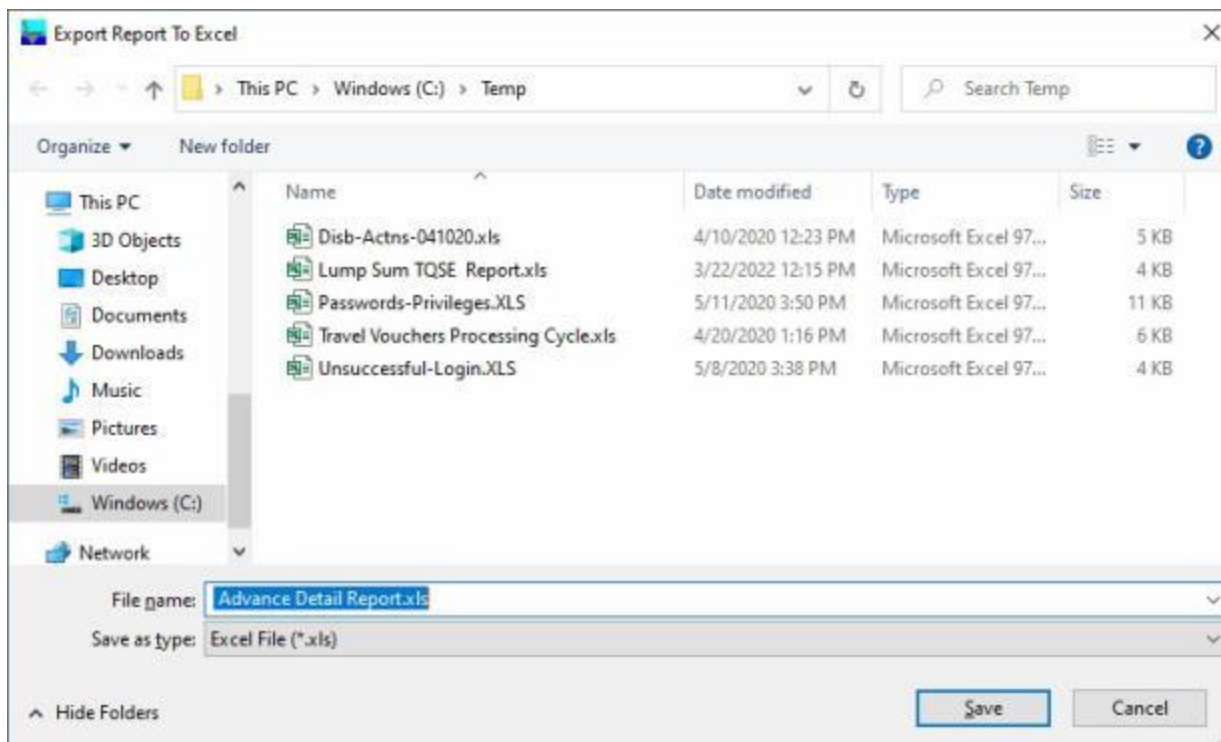 Export Report To Excel
This PC > Windows (C:) > Temp
Search Temp
Organize
New folder
This PC
3D Objects
Desktop
Documents
Downloads
Music
Pictures
Videos
Windows (C:)
Network
Name Date modified Type Size
Disb-Actns-041020.xls 4/10/2020 12:23 PM Microsoft Excel 97... 5 KB
Lump Sum TQSE Report.xls 3/22/2022 12:15 PM Microsoft Excel 97... 4 KB
Passwords-Privileges.XLS 5/11/2020 3:50 PM Microsoft Excel 97... 11 KB
Travel Vouchers Processing Cycle.xls 4/20/2020 1:16 PM Microsoft Excel 97... 6 KB
Unsuccessful-Login.XLS 5/8/2020 3:38 PM Microsoft Excel 97... 4 KB
File name: Advance Detail Report.xls
Save as type: Excel File (*.xls)
Hide Folders
Save
Cancel